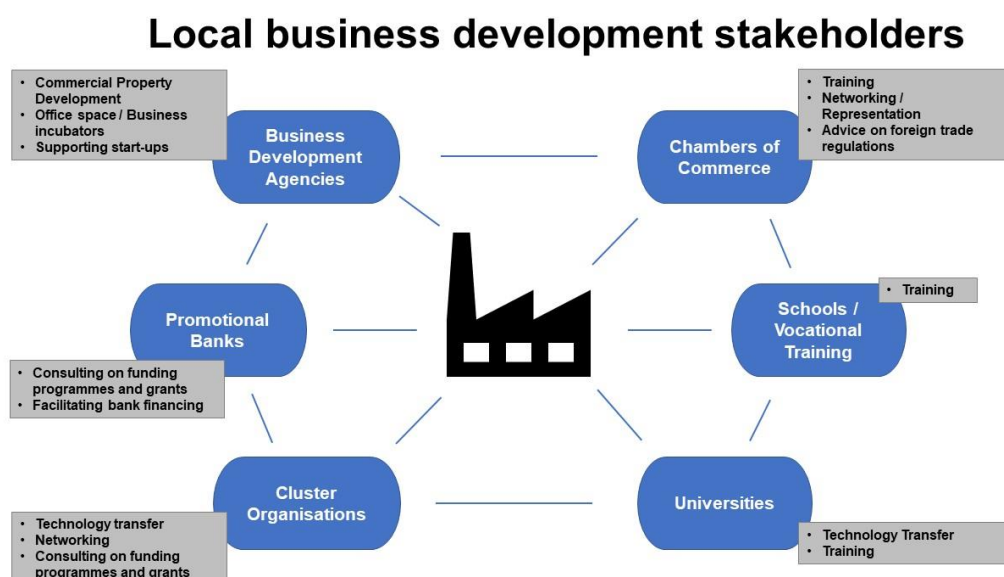 Local business development stakeholders
• Commercial Property
Development
• Office space / Business
incubators
• Supporting start-ups
Business
Development
Agencies
Chambers of
Commerce
• Training
• Networking /
Representation
• Advice on foreign trade
regulations
Promotional
Banks
• Consulting on funding
programmes and grants
• Facilitating bank financing
Schools /
Vocational
Training
• Training
Cluster
Organisations
• Technology transfer
• Networking
• Consulting on funding
programmes and grants
Universities
• Technology Transfer
• Training